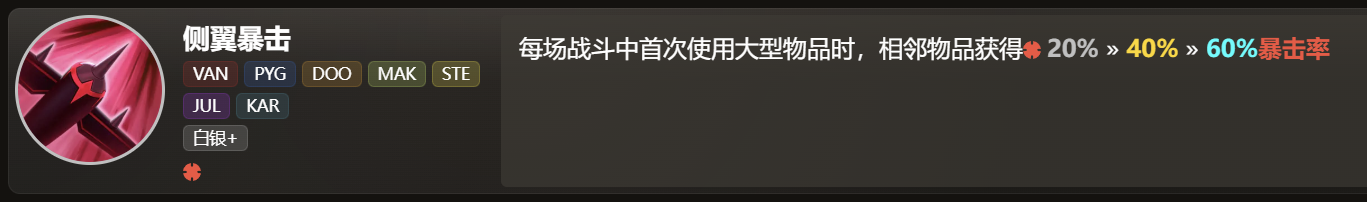 侧翼暴击
VAN PYG DOO MAK STE
JUL KAR
白银+
每场战斗中首次使用大型物品时，相邻物品获得 20% » 40% » 60%暴击率